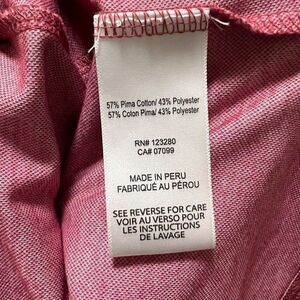 57% Pima Cotton/ 43% Polyester
57% Coton Pima/ 43% Polyester
RN# 123280
CA# 07099
MADE IN PERU
FABRIQUÉ AU PÉROU
SEE REVERSE FOR CARE
VOIR AU VERSO POUR
LES INSTRUCTIONS
DE LAVAGE